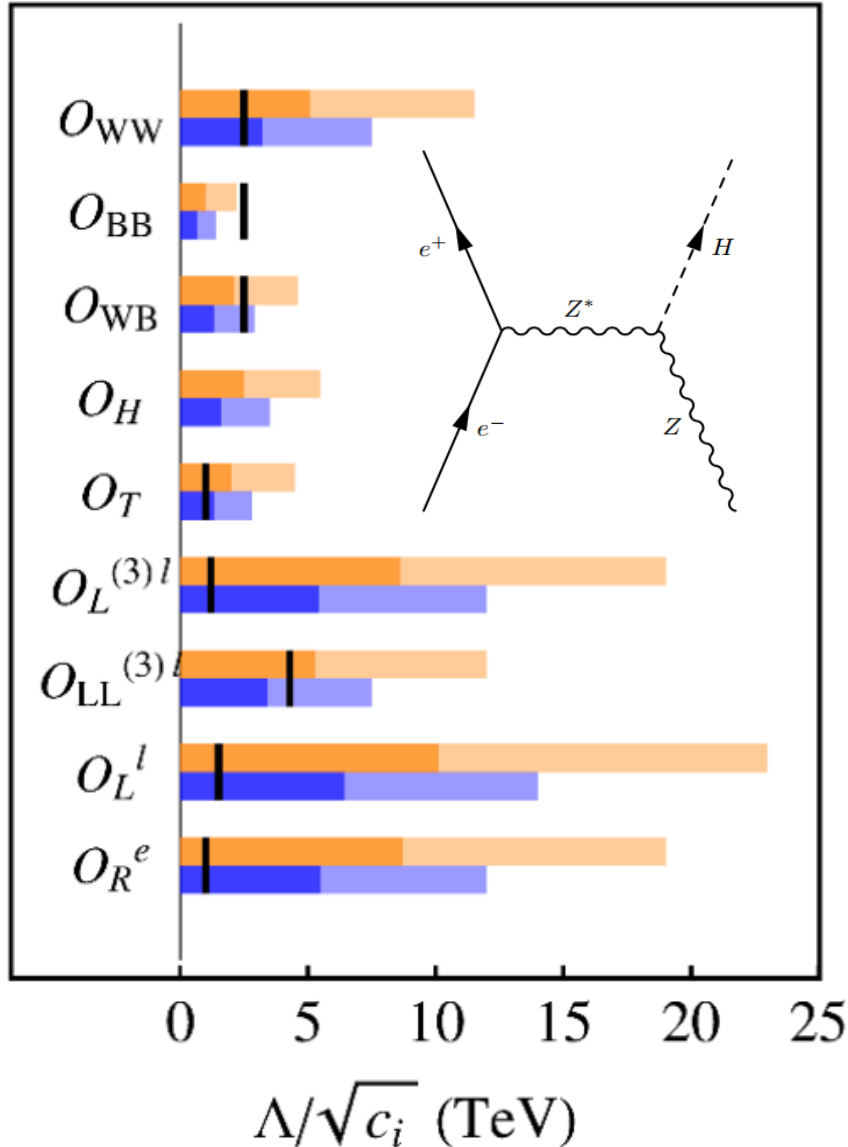 O_WW
O_BB
e⁺
H
Z*
O_WB
O_H
e⁻
Z
O_T
O_L^(3) l
O_LL^(3) l
O_L^l
O_R^e
0 5 10 15 20 25
Λ/√c_i (TeV)